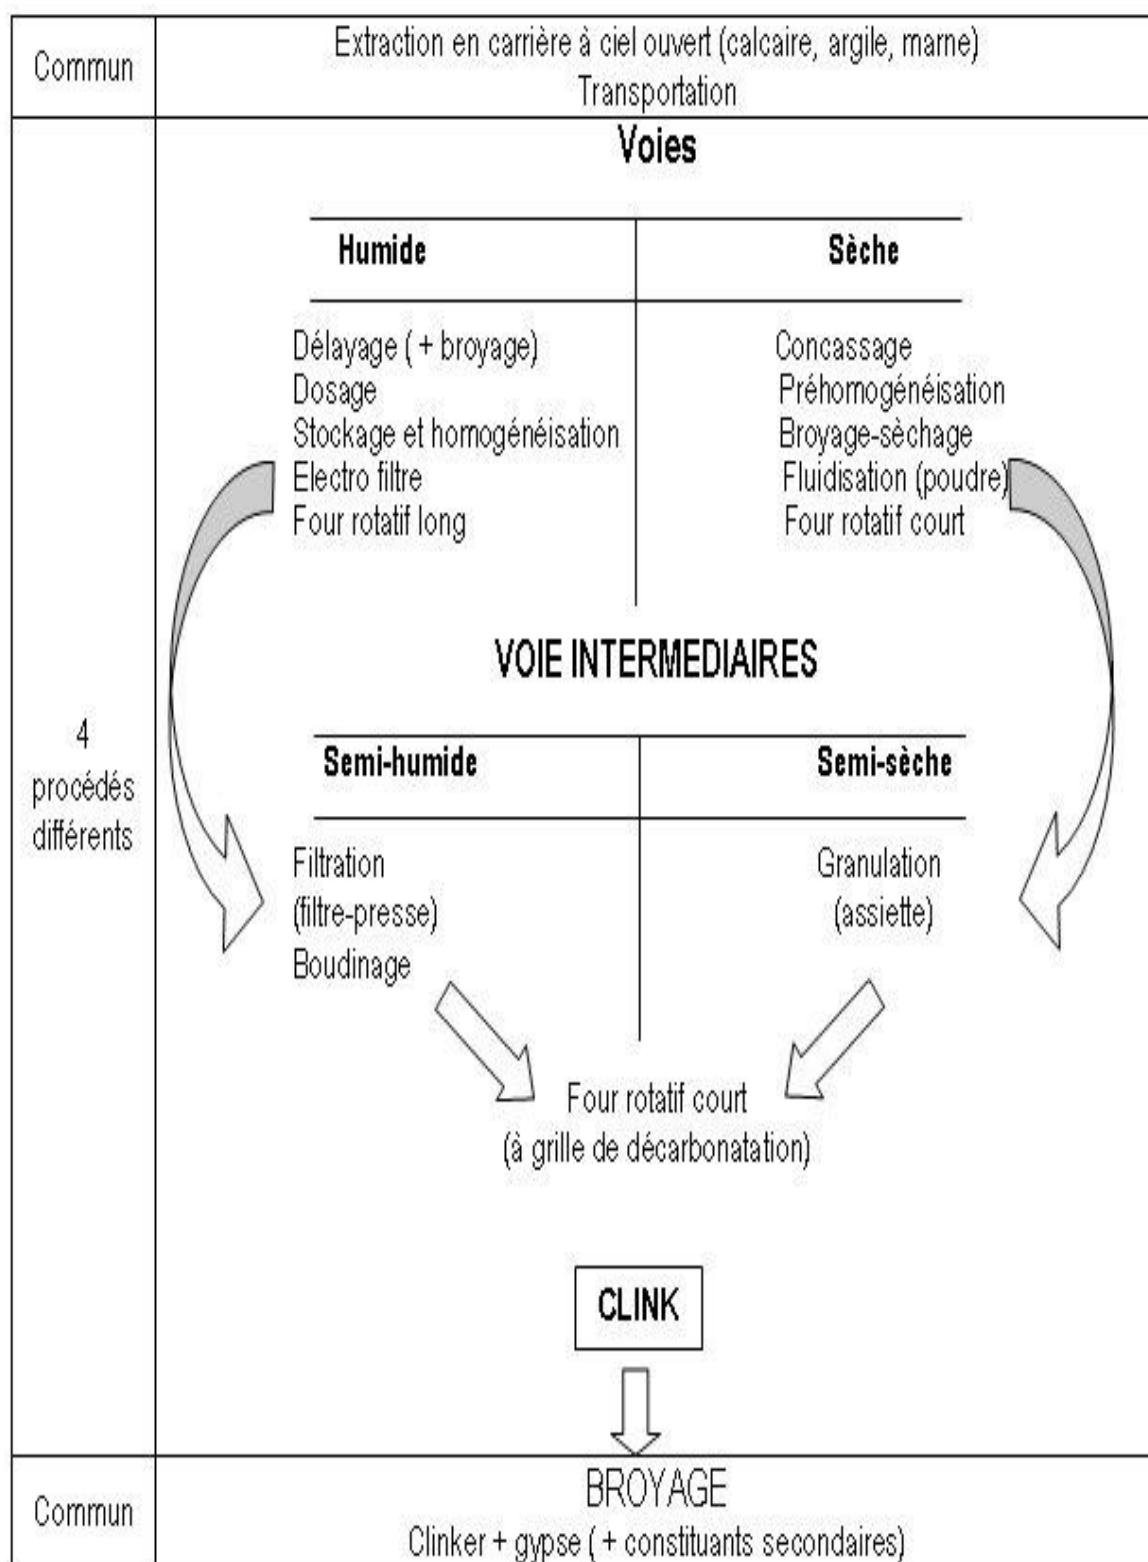 Commun
Extraction en carrière à ciel ouvert (calcaire, argile, marne)
Transportation
4
procédés
différents
Voies
Humide
Délayage ( + broyage)
Dosage
Stockage et homogénéisation
Electro filtre
Four rotatif long
Sèche
Concassage
Préhomogénéisation
Broyage-sèchage
Fluidisation (poudre)
Four rotatif court
VOIE INTERMEDIAIRES
Semi-humide
Filtration
(filtre-presse)
Boudinage
Semi-sèche
Granulation
(assiette)
Four rotatif court
(à grille de décarbonatation)
CLINK
Commun
BROYAGE
Clinker + gypse ( + constituants secondaires)